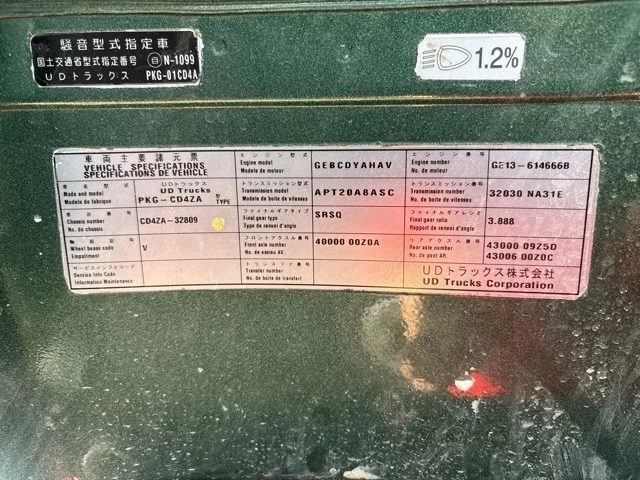 騒音型式指定車
国土交通省型式指定番号 自 N-1099
UDトラックス PKG-01CD4A
1.2%
車両主要諸元票
VEHICLE SPECIFICATIONS
SPECIFICATIONS DE VEHICLE
車名型式 UDトラックス
Made and model UD Trucks
Modele de fabrique PKG-CD4ZA 型 TYPE
車台番号
Chassis number CD4ZA-32809
No. de chassis
Wheel base code V
Empattement
サービスインフォコード
Service Info Code
Information Maintenance
エンジン型式
Engine model GEBCDYAHAV
Modele de moteur
トランスミッション型式
Transmission model APT20A8ASC
Modele de boite de vitesses
ファイナルギアタイプ
Final gear type SRSQ
Type de renvoi d'angle
フロントアクスル番号
Front axle number 40000 00Z0A
No. de essieu AV.
トランスファ番号
Transfer number
No. de boite de transfert
エンジン番号
Engine number GE13-614666B
No. de moteur
トランスミッション番号
Transmission number 32030 NA31E
No. de boite de vitesses
ファイナルギアレシオ
Final gear ratio 3.888
Rapport de renvoi d'angle
リアアクスル番号 43000 09Z5D
Rear axle number 43006 00Z0C
No. de pont AR.
UDトラックス株式会社
UD Trucks Corporation